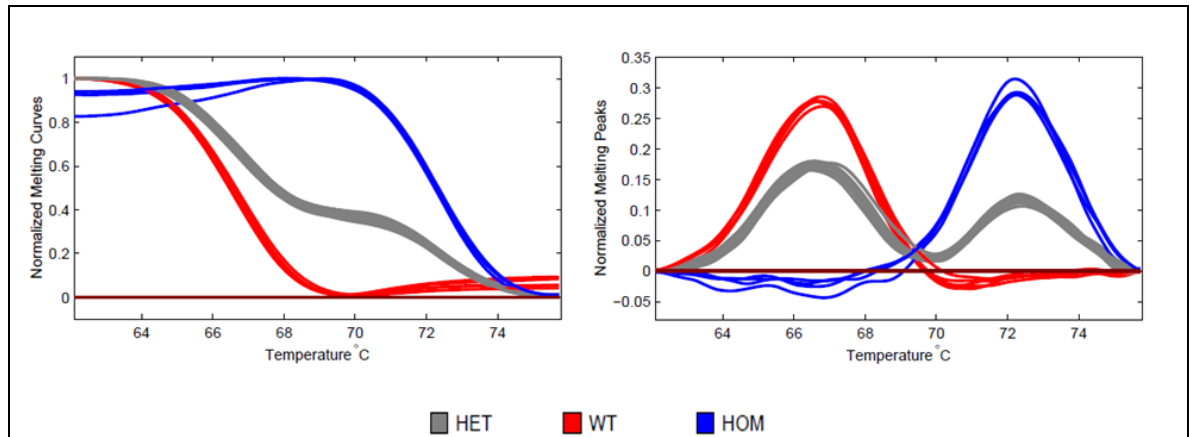 Normalized Melting Curves
1
0.8
0.6
0.4
0.2
0
64 66 68 70 72 74
Temperature °C
Normalized Melting Peaks
0.35
0.3
0.25
0.2
0.15
0.1
0.05
0
−0.05
64 66 68 70 72 74
Temperature °C
HET WT HOM